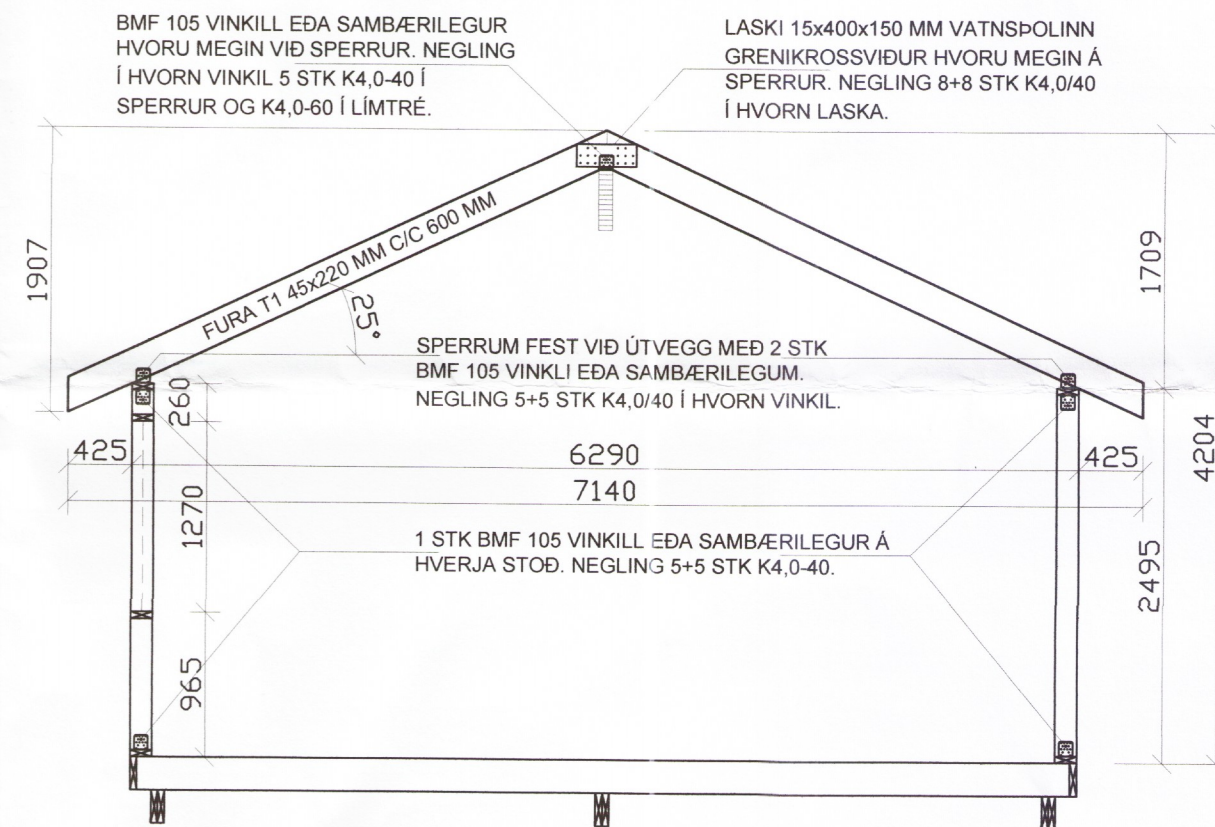 BMF 105 VINKILL EÐA SAMBÆRILEGUR
HVORU MEGIN VIÐ SPERRUR. NEGLING
Í HVORN VINKIL 5 STK K4,0-40 Í
SPERRUR OG K4,0-60 Í LÍMTRÉ.
LASKI 15x400x150 MM VATNSÞOLINN
GRENIKROSSVIÐUR HVORU MEGIN Á
SPERRUR. NEGLING 8+8 STK K4,0/40
Í HVORN LASKA.
1907
FURA T1 45x220 MM C/C 600 MM
25°
1709
SPERRUM FEST VIÐ ÚTVEGG MEÐ 2 STK
BMF 105 VINKLI EÐA SAMBÆRILEGUM.
NEGLING 5+5 STK K4,0/40 Í HVORN VINKIL.
260
4204
425
6290
425
7140
1270
1 STK BMF 105 VINKILL EÐA SAMBÆRILEGUR Á
HVERJA STOÐ. NEGLING 5+5 STK K4,0-40.
2495
965